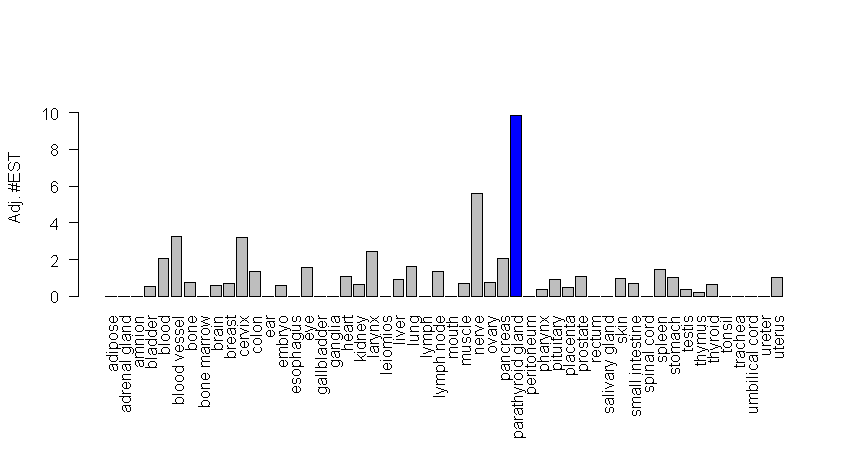 Adj. #EST
10
8
6
4
2
0
adipose
adrenal gland
amnion
bladder
blood
blood vessel
bone
bone marrow
brain
breast
cervix
colon
ear
embryo
esophagus
eye
gallbladder
ganglia
heart
kidney
larynx
leiomios
liver
lung
lymph
lymph node
mouth
muscle
nerve
ovary
pancreas
parathyroid gland
peritoneum
pharynx
pituitary
placenta
prostate
rectum
salivary gland
skin
small intestine
spinal cord
spleen
stomach
testis
thymus
thyroid
tonsil
trachea
umbilical cord
ureter
uterus